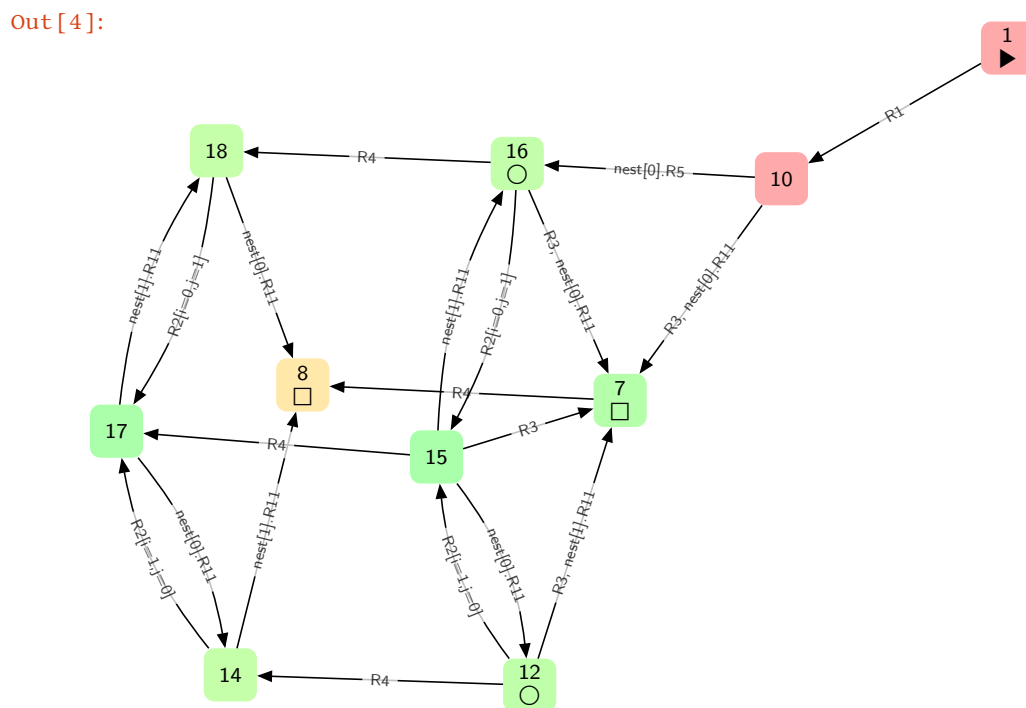 Out[4]:
1
▶
R1
18
R4
16
○
nest[0].R5
10
nest[1].R11
R2[i=0,j=1]
nest[0].R11
nest[1].R11
R2[i=0,j=1]
R3, nest[0].R11
R3, nest[0].R11
8
□
R4
7
□
17
R4
15
R3
R2[i=1,j=0]
nest[0].R11
nest[1].R11
R2[i=1,j=0]
nest[0].R11
R3, nest[1].R11
14
R4
12
○